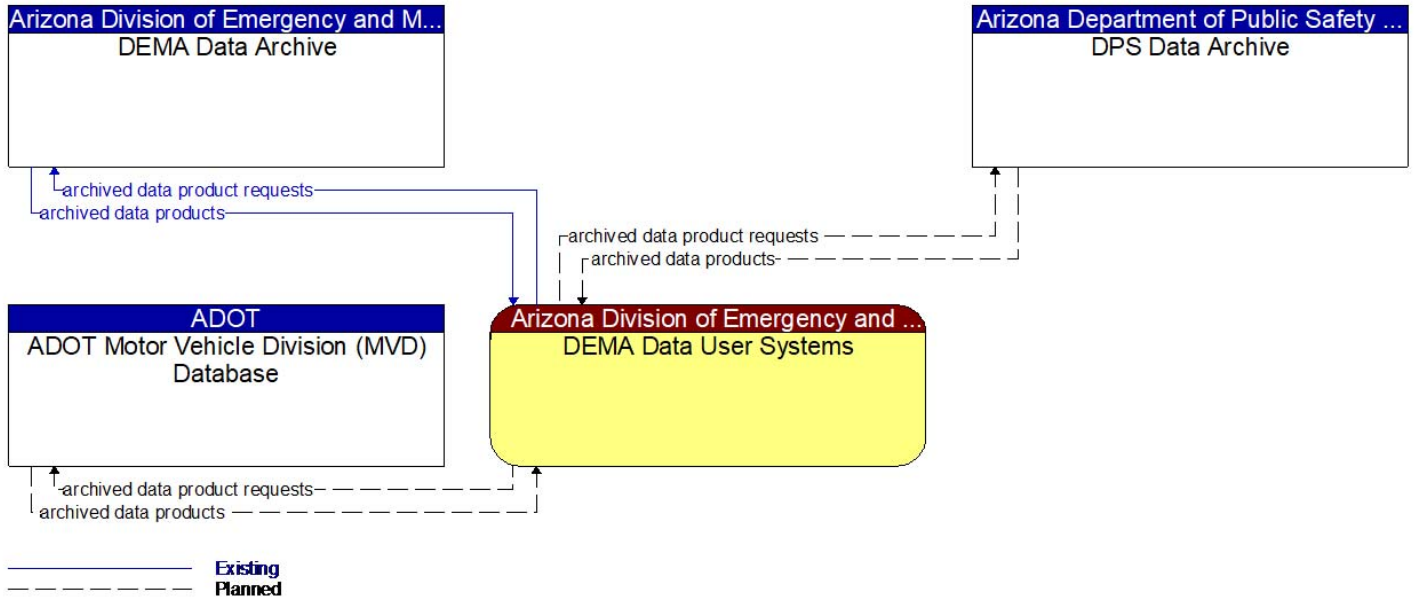 Arizona Division of Emergency and M...
DEMA Data Archive
Arizona Department of Public Safety ...
DPS Data Archive
archived data product requests
archived data products
archived data product requests
archived data products
ADOT
ADOT Motor Vehicle Division (MVD)
Database
Arizona Division of Emergency and ...
DEMA Data User Systems
archived data product requests
archived data products
Existing
Planned